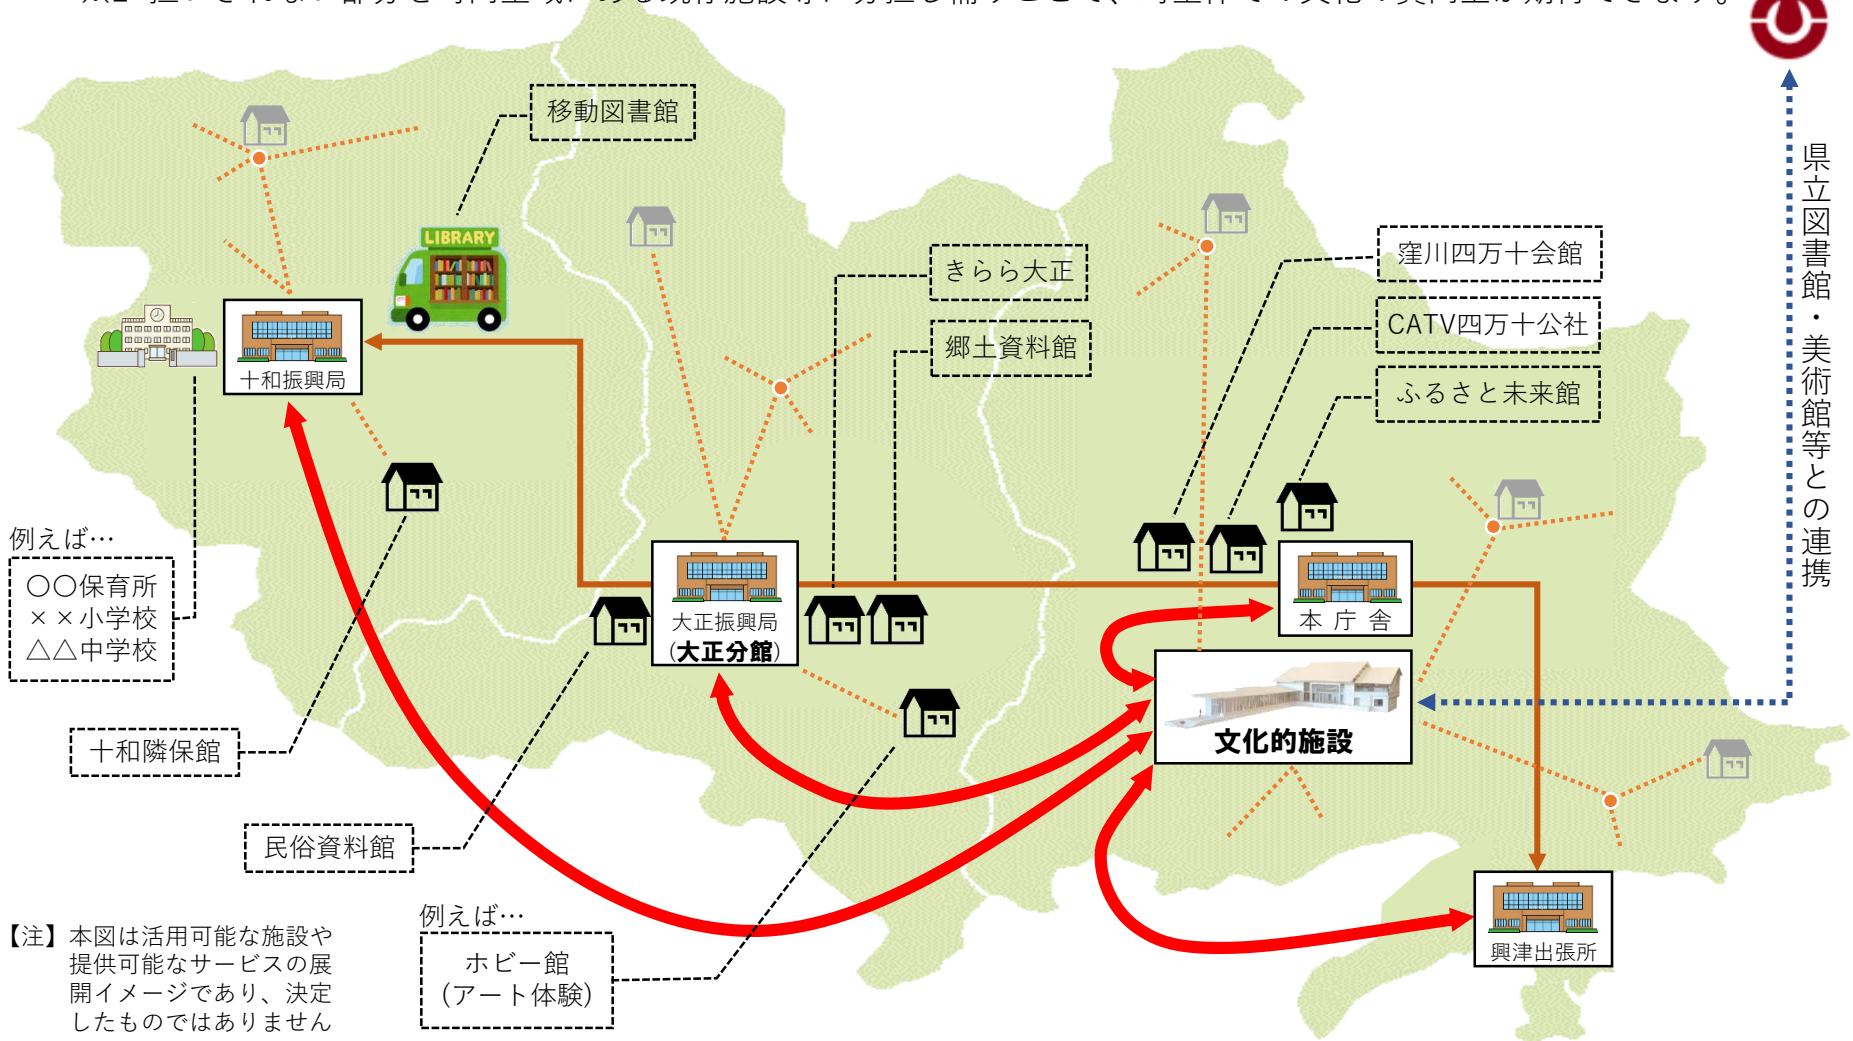 移動図書館
LIBRARY
きらら大正
郷土資料館
窪川四万十会館
CATV四万十公社
ふるさと未来館
県立図書館・美術館等との連携
十和振興局
例えば…
〇〇保育所
××小学校
△△中学校
大正振興局
(大正分館)
本庁舎
文化的施設
十和隣保館
民俗資料館
例えば…
ホビー館
(アート体験)
興津出張所
【注】本図は活用可能な施設や
提供可能なサービスの展
開イメージであり、決定
したものではありません